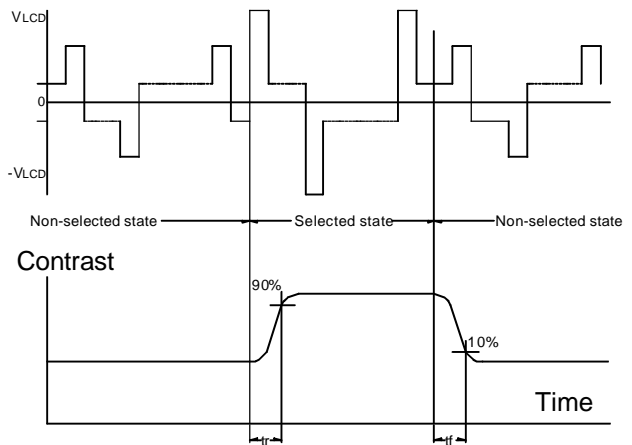 VLCD
0
-VLCD
Non-selected state
Selected state
Non-selected state
Contrast
90%
10%
Time
tr
tf